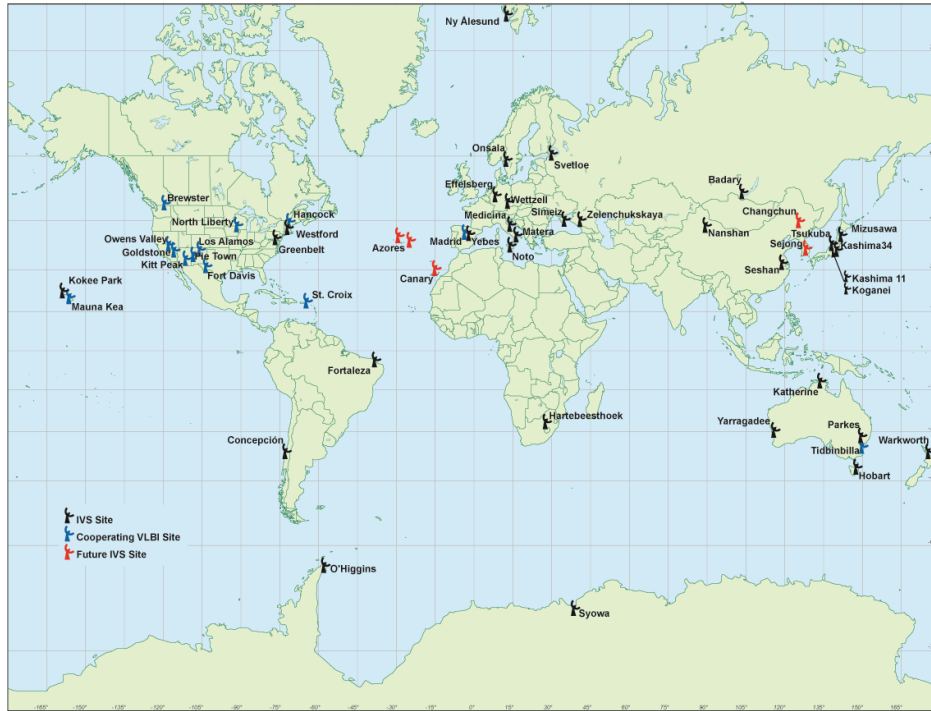 Ny Ålesund
Onsala
Svetloe
Badary
Effelsberg
Wettzell
Brewster
Hancock
Medicina
Simeiz
Zelenchukskaya
Changchun
North Liberty
Westford
Nanshan
Tsukuba
Mizusawa
Owens Valley
Los Alamos
Greenbelt
Azores
Madrid
Yebes
Matera
Sejong
Kashima34
Goldstone
Pie Town
Noto
Kitt Peak
Fort Davis
Canary
Seshan
Kashima 11
Koganei
Kokee Park
Mauna Kea
St. Croix
Fortaleza
Katherine
Hartebeesthoek
Yarragadee
Parkes
Concepción
Warkworth
Tidbinbilla
Hobart
IVS Site
Cooperating VLBI Site
Future IVS Site
O'Higgins
Syowa
-165° -150° -135° -120° -105° -90° -75° -60° -45° -30° -15° 0° 15° 30° 45° 60° 75° 90° 105° 120° 135° 150° 165°